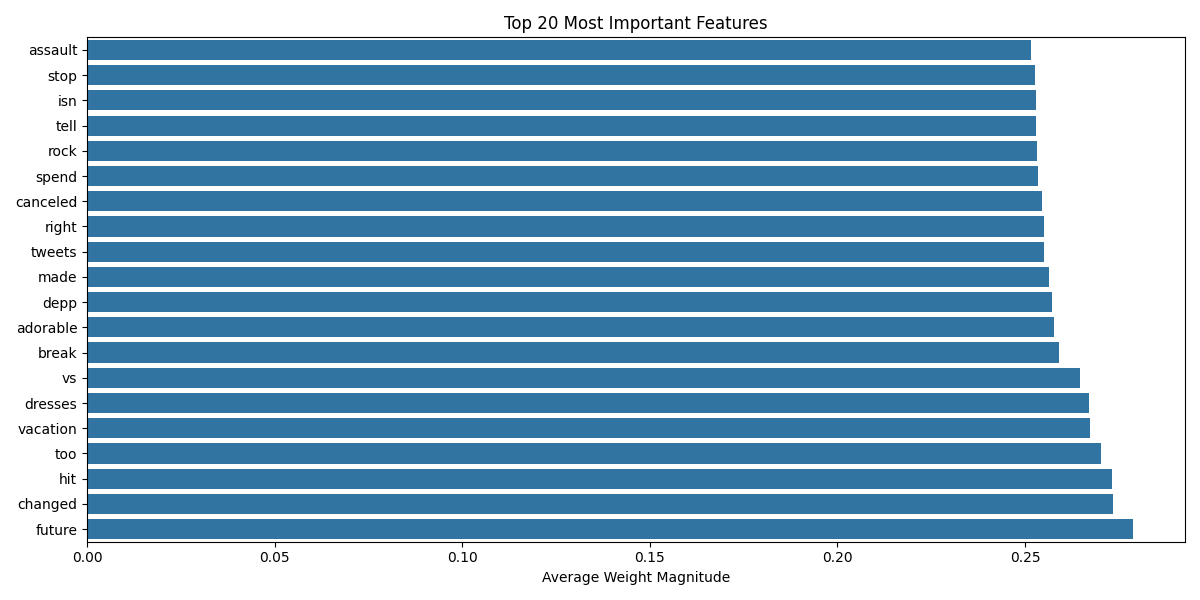 Top 20 Most Important Features
assault
stop
isn
tell
rock
spend
canceled
right
tweets
made
depp
adorable
break
vs
dresses
vacation
too
hit
changed
future
0.00 0.05 0.10 0.15 0.20 0.25
Average Weight Magnitude